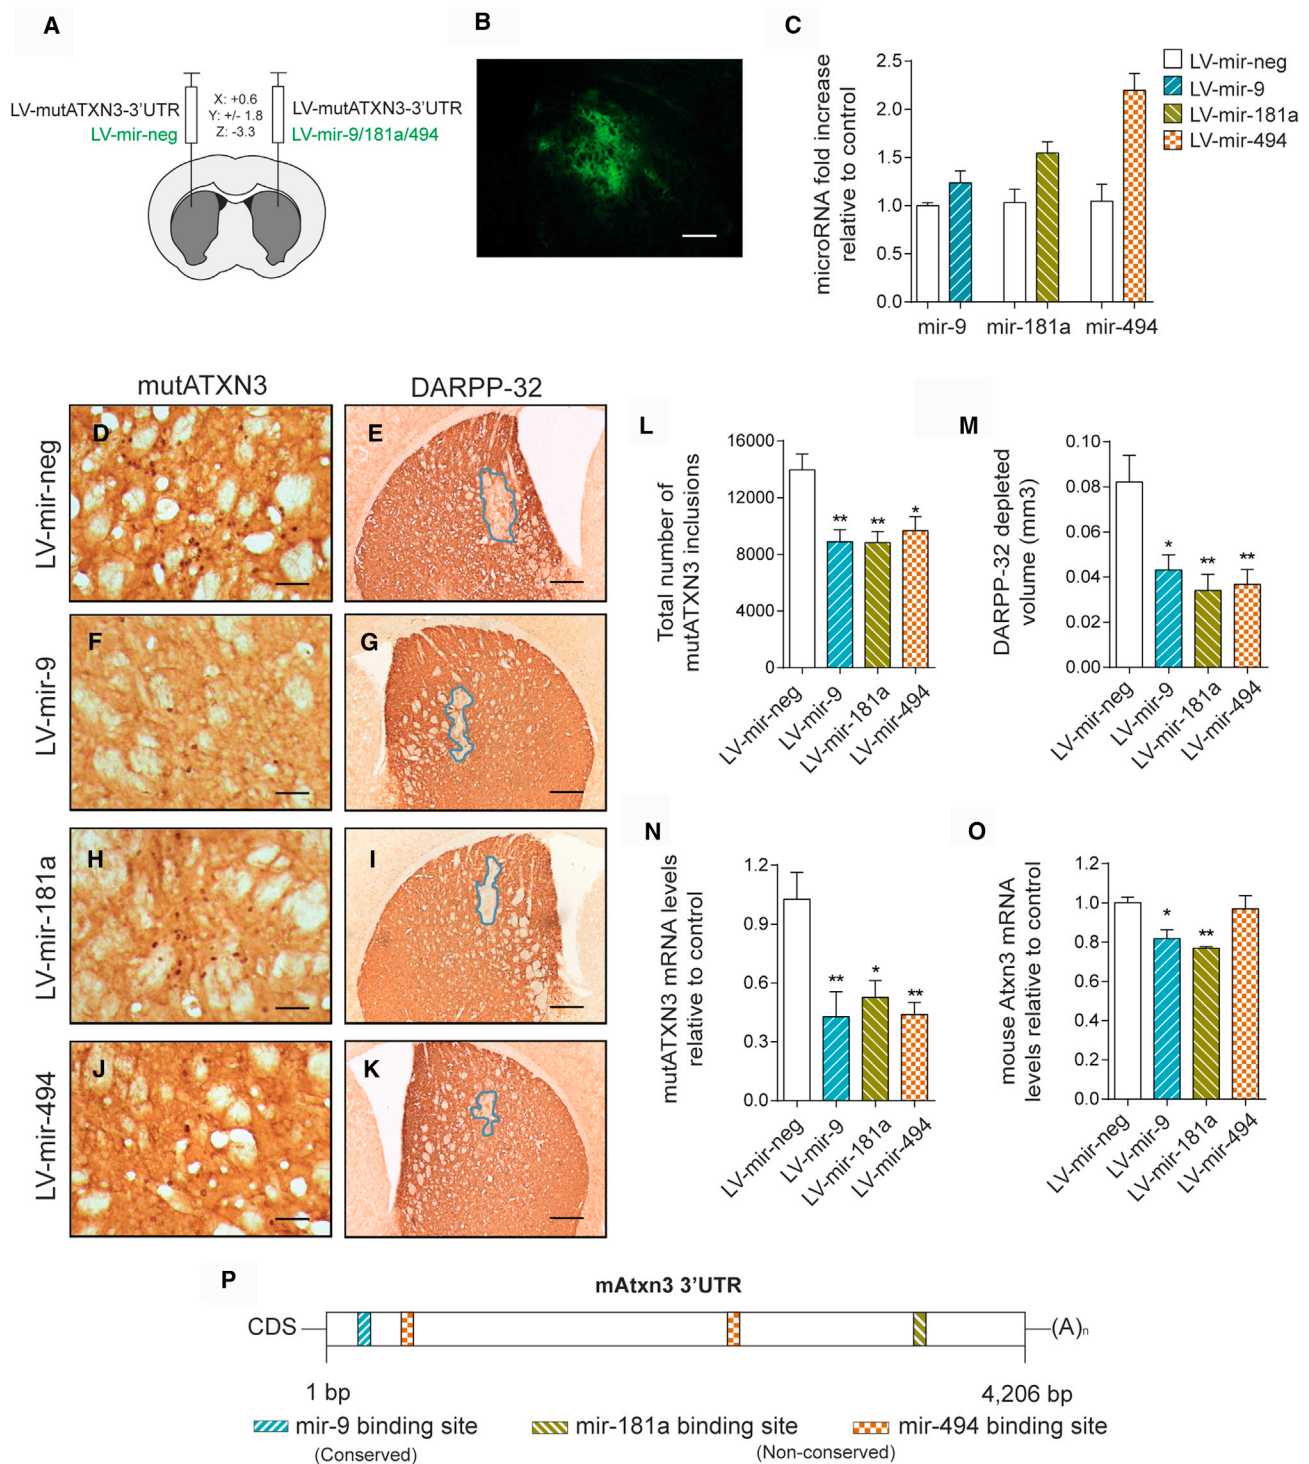 A
LV-mutATXN3-3'UTR
LV-mir-neg
X: +0.6
Y: +/- 1.8
Z: -3.3
LV-mutATXN3-3'UTR
LV-mir-9/181a/494
B
C
microRNA fold increase
relative to control
2.5
2.0
1.5
1.0
0.5
0.0
mir-9
mir-181a
mir-494
LV-mir-neg
LV-mir-9
LV-mir-181a
LV-mir-494
mutATXN3
DARPP-32
LV-mir-neg
D
E
LV-mir-9
F
G
LV-mir-181a
H
I
LV-mir-494
J
K
L
Total number of
mutATXN3 inclusions
16000
12000
8000
4000
0
**
**
*
LV-mir-neg
LV-mir-9
LV-mir-181a
LV-mir-494
M
DARPP-32 depleted
volume (mm3)
0.10
0.08
0.06
0.04
0.02
0.00
*
**
**
LV-mir-neg
LV-mir-9
LV-mir-181a
LV-mir-494
N
mutATXN3 mRNA levels
relative to control
1.2
0.9
0.6
0.3
0.0
**
*
**
LV-mir-neg
LV-mir-9
LV-mir-181a
LV-mir-494
O
mouse Atxn3 mRNA
levels relative to control
1.2
1.0
0.8
0.6
0.4
0.2
0.0
*
**
LV-mir-neg
LV-mir-9
LV-mir-181a
LV-mir-494
P
mAtxn3 3'UTR
CDS
(A)n
1 bp
4,206 bp
mir-9 binding site
(Conserved)
mir-181a binding site
mir-494 binding site
(Non-conserved)